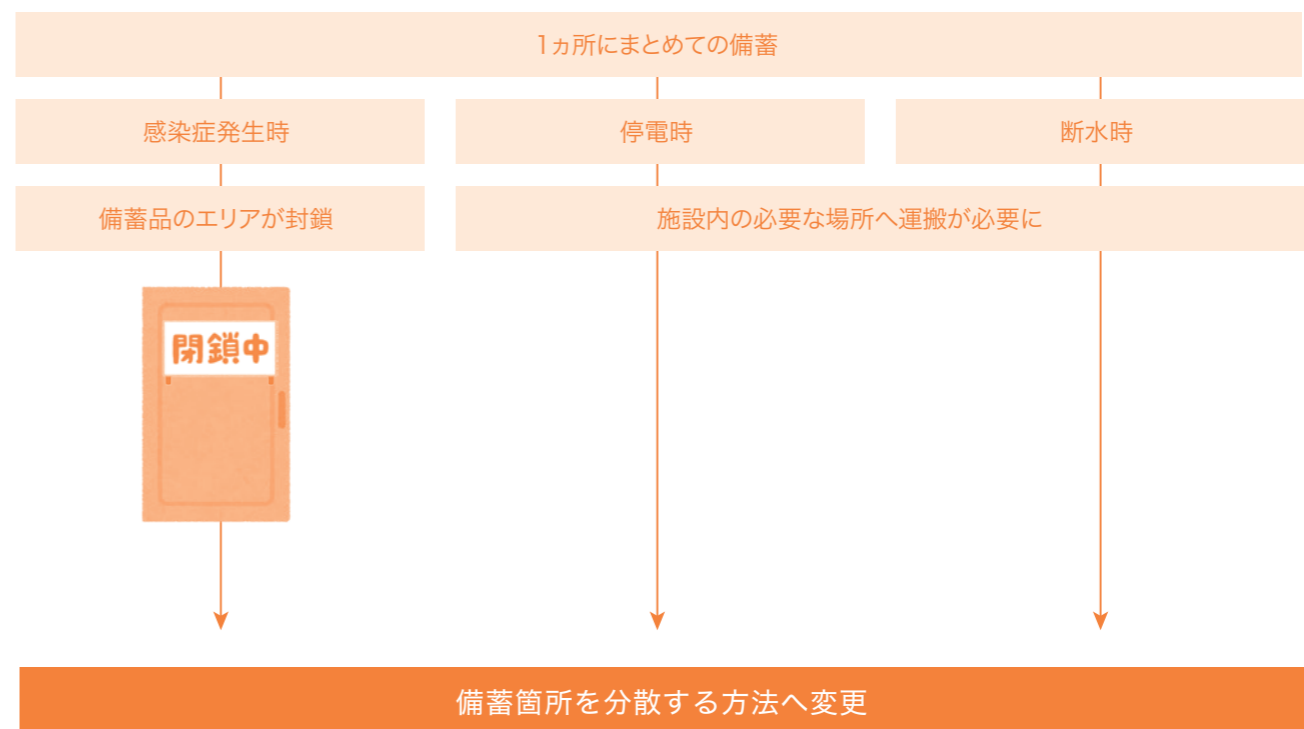 1ヵ所にまとめての備蓄
感染症発生時
停電時
断水時
備蓄品のエリアが封鎖
施設内の必要な場所へ運搬が必要に
閉鎖中
備蓄箇所を分散する方法へ変更